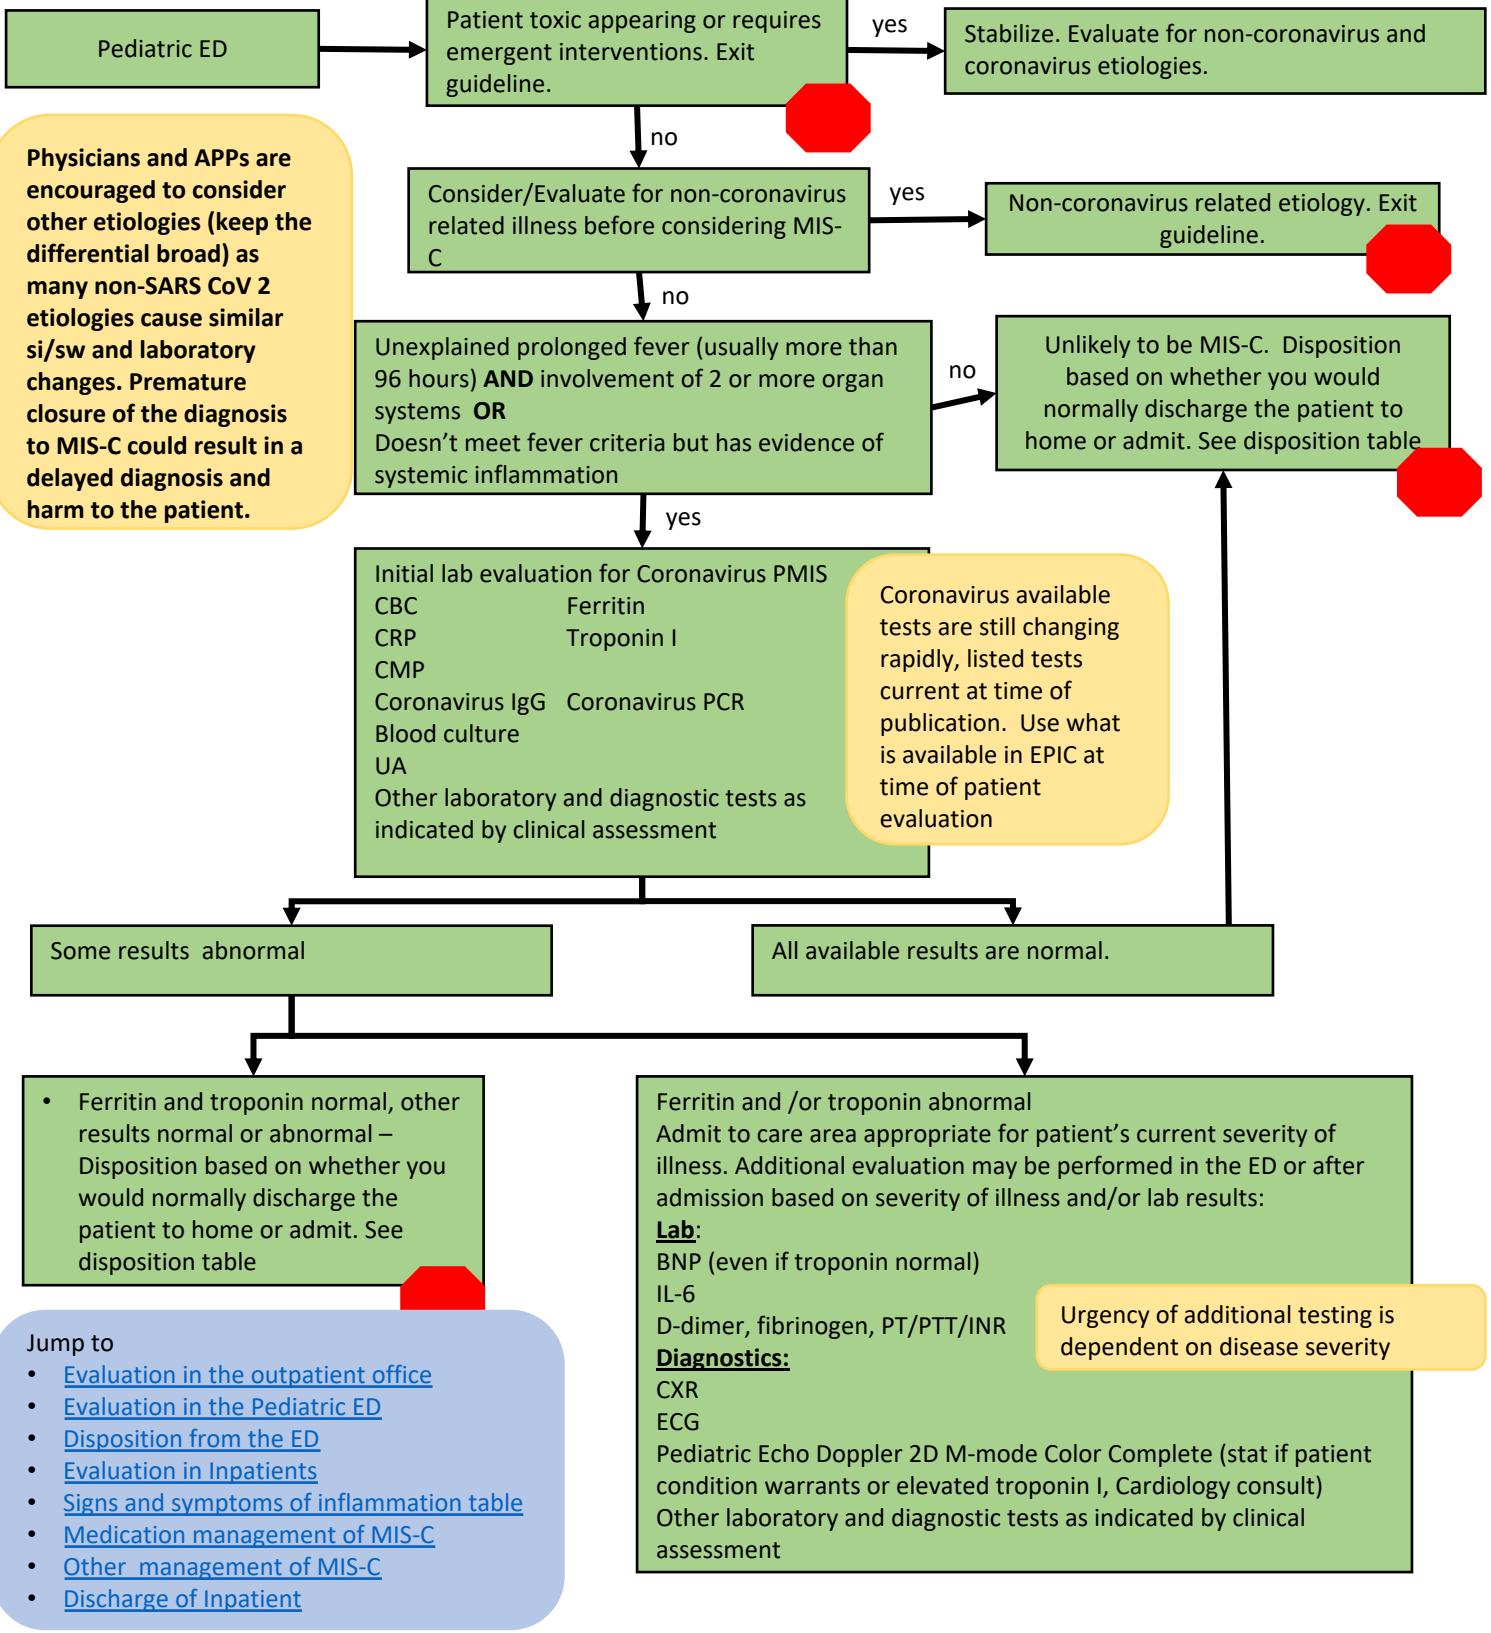 Pediatric ED
Patient toxic appearing or requires
emergent interventions. Exit
guideline.
yes
Stabilize. Evaluate for non-coronavirus and
coronavirus etiologies.
no
Physicians and APPs are
encouraged to consider
other etiologies (keep the
differential broad) as
many non-SARS CoV 2
etiologies cause similar
si/sw and laboratory
changes. Premature
closure of the diagnosis
to MIS-C could result in a
delayed diagnosis and
harm to the patient.
Consider/Evaluate for non-coronavirus
related illness before considering MIS-
C
yes
Non-coronavirus related etiology. Exit
guideline.
no
Unexplained prolonged fever (usually more than
96 hours) AND involvement of 2 or more organ
systems OR
Doesn't meet fever criteria but has evidence of
systemic inflammation
no
Unlikely to be MIS-C. Disposition
based on whether you would
normally discharge the patient to
home or admit. See disposition table
yes
Initial lab evaluation for Coronavirus PMIS
CBC Ferritin
CRP Troponin I
CMP
Coronavirus IgG Coronavirus PCR
Blood culture
UA
Other laboratory and diagnostic tests as
indicated by clinical assessment
Coronavirus available
tests are still changing
rapidly, listed tests
current at time of
publication. Use what
is available in EPIC at
time of patient
evaluation
Some results abnormal
All available results are normal.
• Ferritin and troponin normal, other
results normal or abnormal –
Disposition based on whether you
would normally discharge the
patient to home or admit. See
disposition table
Ferritin and /or troponin abnormal
Admit to care area appropriate for patient's current severity of
illness. Additional evaluation may be performed in the ED or after
admission based on severity of illness and/or lab results:
Lab:
BNP (even if troponin normal)
IL-6
D-dimer, fibrinogen, PT/PTT/INR
Diagnostics:
CXR
ECG
Pediatric Echo Doppler 2D M-mode Color Complete (stat if patient
condition warrants or elevated troponin I, Cardiology consult)
Other laboratory and diagnostic tests as indicated by clinical
assessment
Urgency of additional testing is
dependent on disease severity
Jump to
• Evaluation in the outpatient office
• Evaluation in the Pediatric ED
• Disposition from the ED
• Evaluation in Inpatients
• Signs and symptoms of inflammation table
• Medication management of MIS-C
• Other management of MIS-C
• Discharge of Inpatient